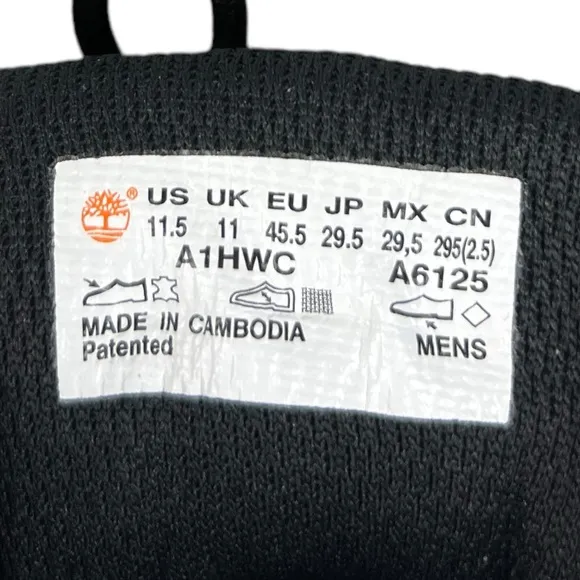 ® US UK EU JP MX CN
11.5 11 45.5 29.5 29,5 295(2.5)
A1HWC A6125
MADE IN CAMBODIA
Patented MENS